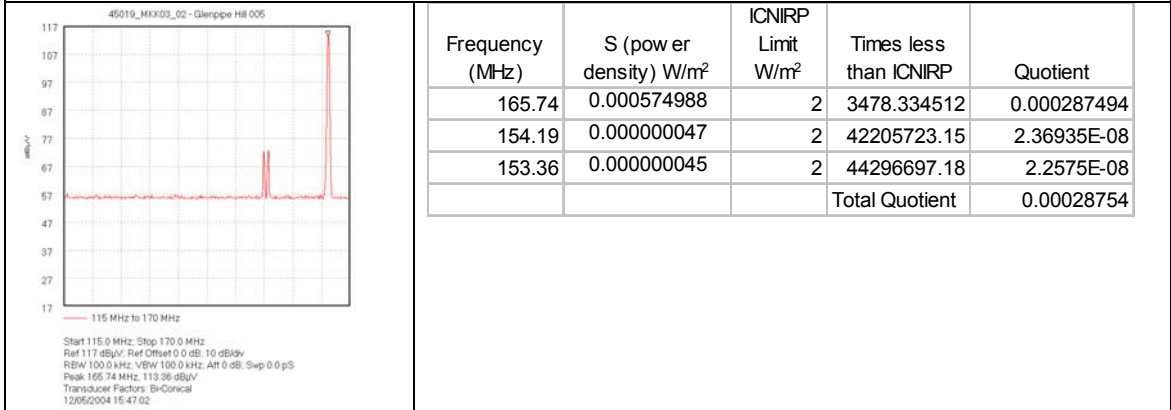 45019_MKK03_02 - Glenpipe Hill 005
117
107
97
87
77
67
57
47
37
27
17
dBµV
115 MHz to 170 MHz
Start 115.0 MHz; Stop 170.0 MHz
Ref 117 dBµV; Ref Offset 0.0 dB; 10 dB/div
RBW 100.0 kHz; VBW 100.0 kHz; Att 0 dB; Swp 0.0 pS
Peak 165.74 MHz, 113.36 dBµV
Transducer Factors: Bi-Conical
12/05/2004 15:47:02
Frequency (MHz) S (power density) W/m² ICNIRP Limit W/m² Times less than ICNIRP Quotient
165.74 0.000574988 2 3478.334512 0.000287494
154.19 0.000000047 2 42205723.15 2.36935E-08
153.36 0.000000045 2 44296697.18 2.2575E-08
Total Quotient 0.00028754